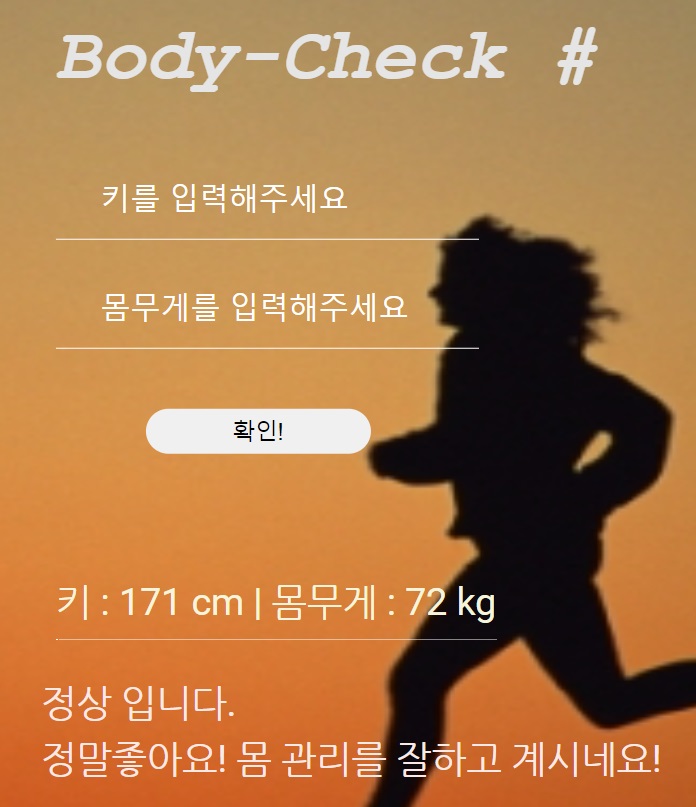 Body-Check #
키를 입력해주세요
몸무게를 입력해주세요
확인!
키 : 171 cm | 몸무게 : 72 kg
정상 입니다.
정말좋아요! 몸 관리를 잘하고 계시네요!